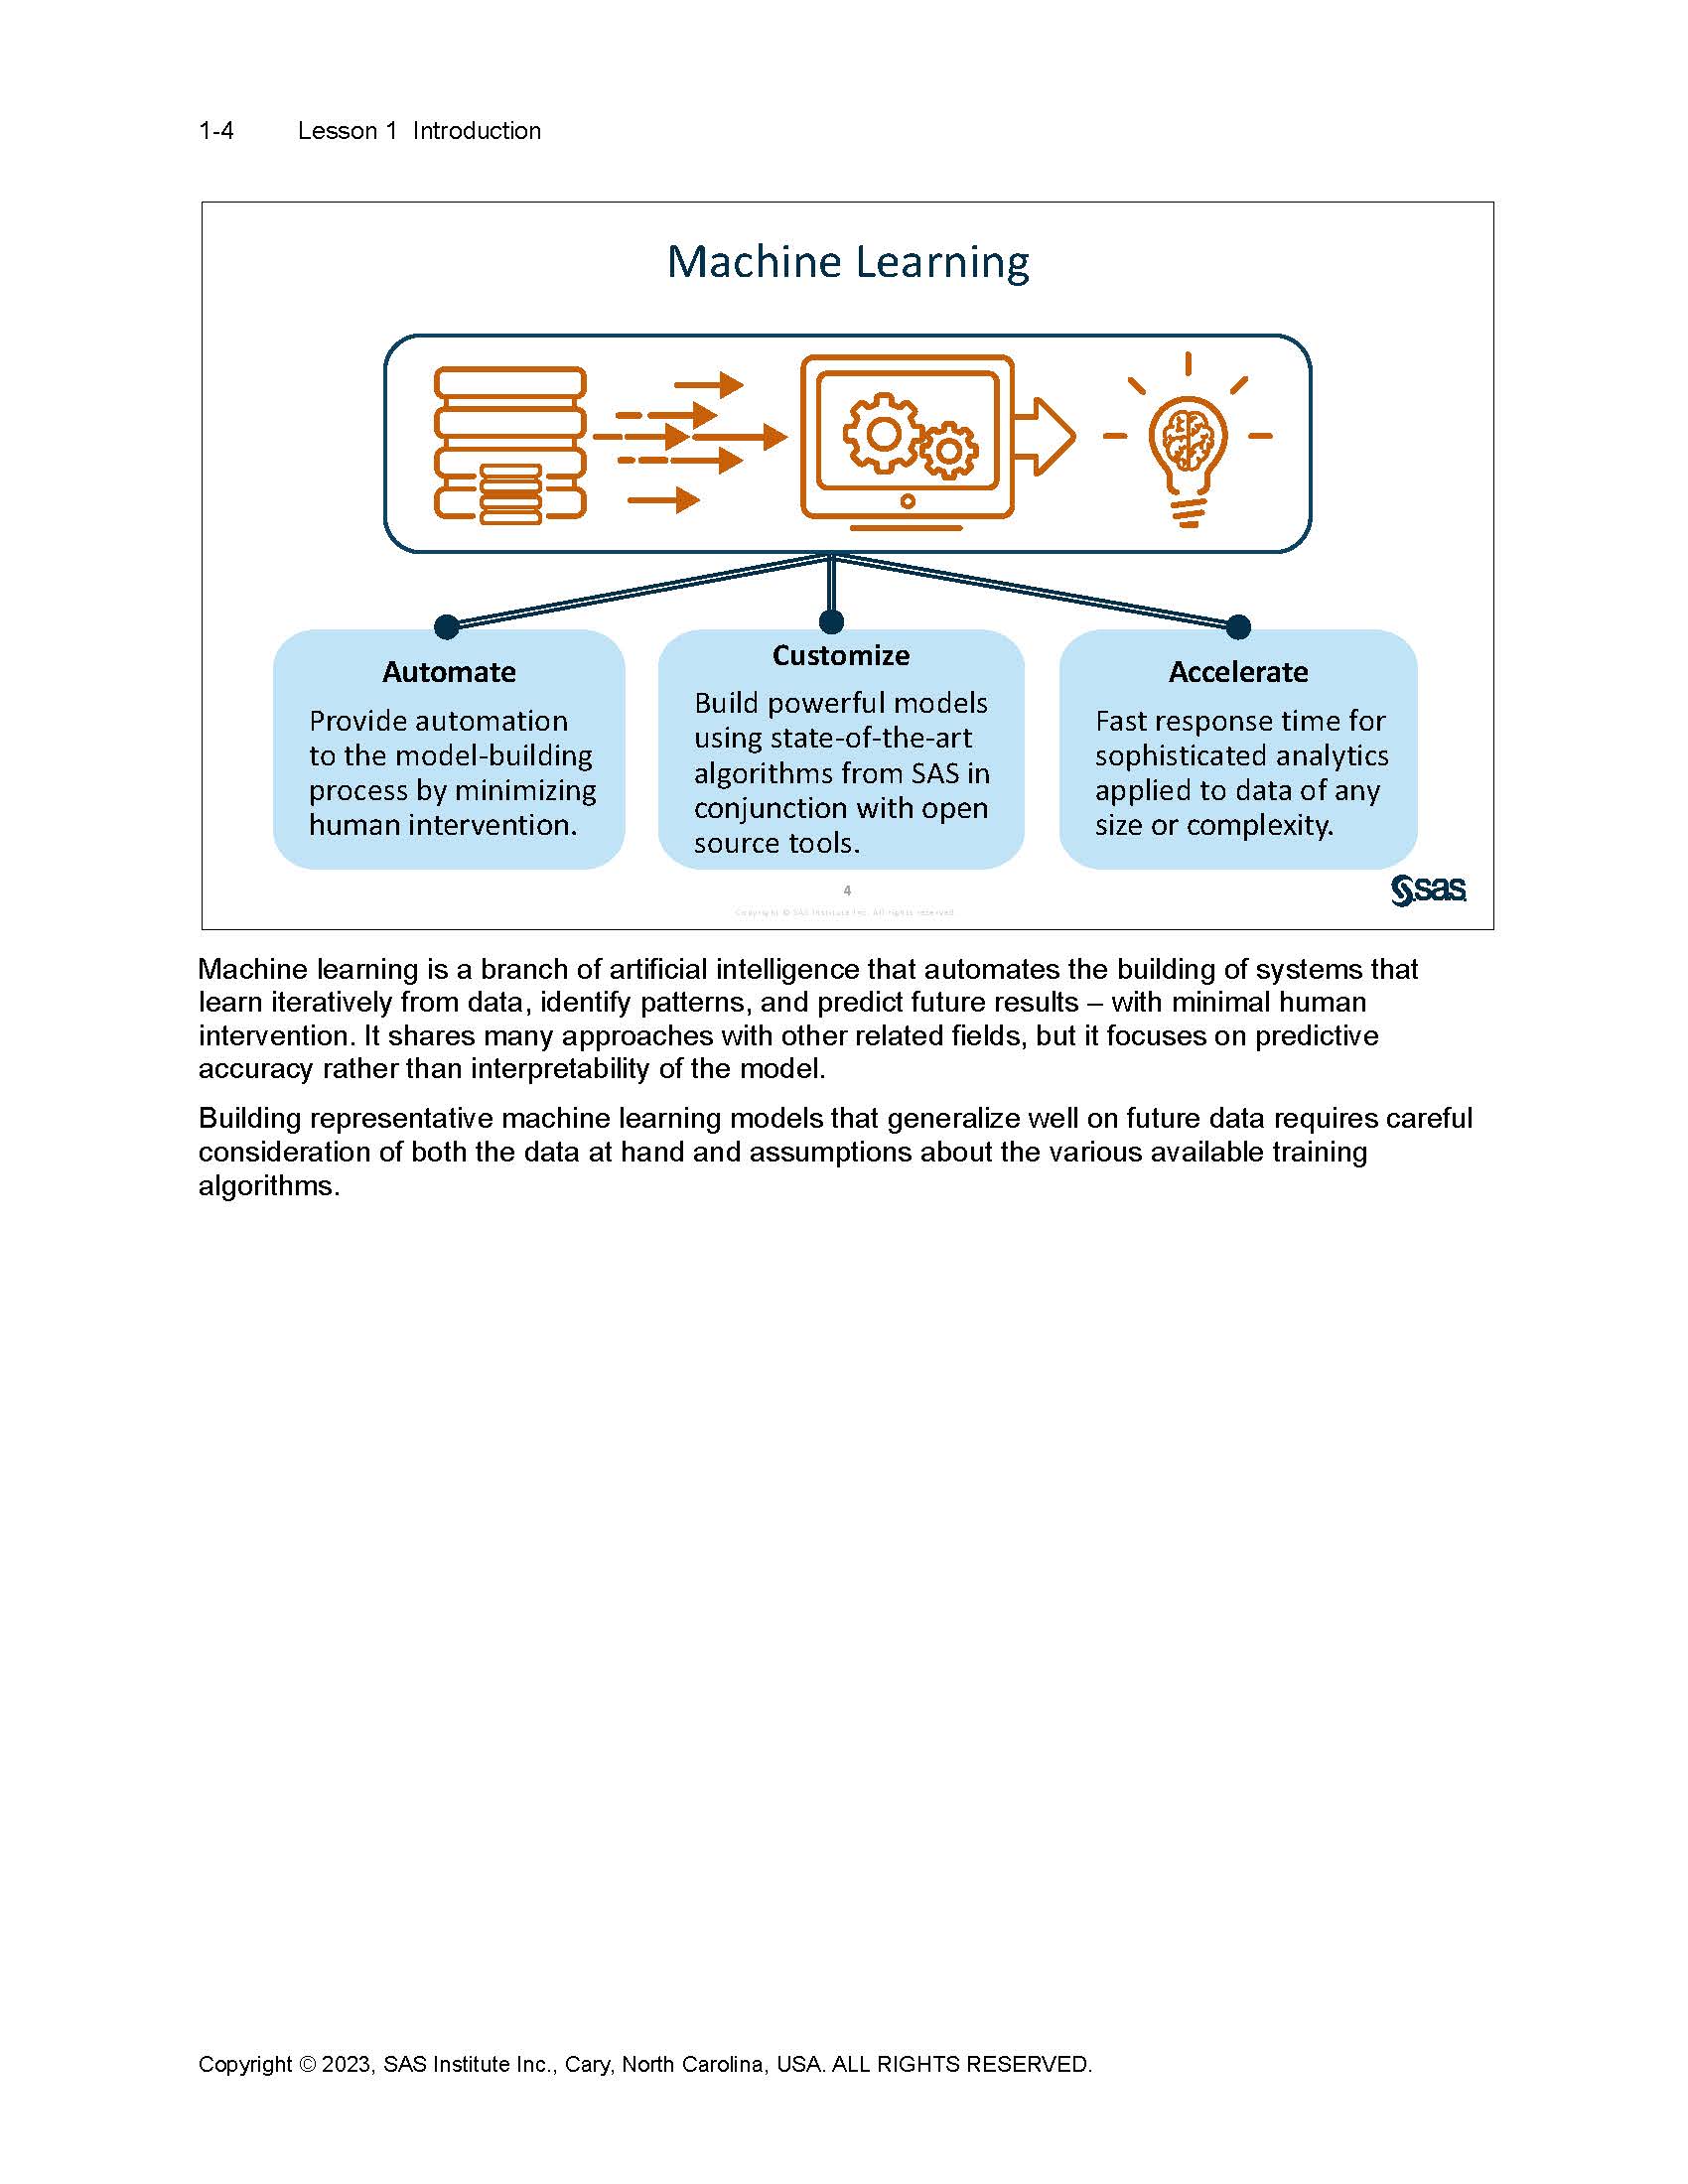 1-4 Lesson 1 Introduction
Machine Learning
Automate
Provide automation
to the model-building
process by minimizing
human intervention.
Customize
Build powerful models
using state-of-the-art
algorithms from SAS in
conjunction with open
source tools.
Accelerate
Fast response time for
sophisticated analytics
applied to data of any
size or complexity.
4
Copyright © SAS Institute Inc. All rights reserved
sas
Machine learning is a branch of artificial intelligence that automates the building of systems that
learn iteratively from data, identify patterns, and predict future results – with minimal human
intervention. It shares many approaches with other related fields, but it focuses on predictive
accuracy rather than interpretability of the model.
Building representative machine learning models that generalize well on future data requires careful
consideration of both the data at hand and assumptions about the various available training
algorithms.
Copyright © 2023, SAS Institute Inc., Cary, North Carolina, USA. ALL RIGHTS RESERVED.